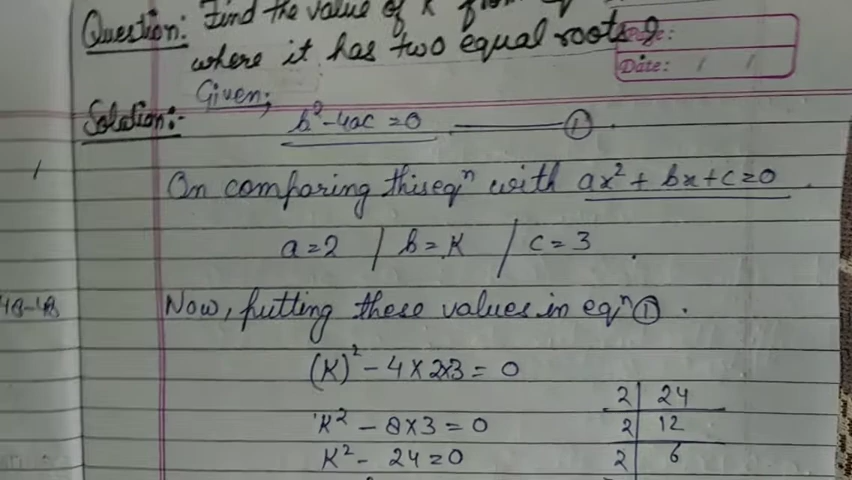 Question: Find the value of K from
where it has two equal roots?
Date: / /
Given;
Solution:- b²-4ac=0 ——— ①
On comparing this eqⁿ with ax²+bx+c=0
a=2 / b=K / c=3
Now, putting these values in eqⁿ ①.
(K)² - 4×2×3 = 0
2 | 24
K² - 8×3 = 0
2 | 12
K² - 24=0
2 | 6